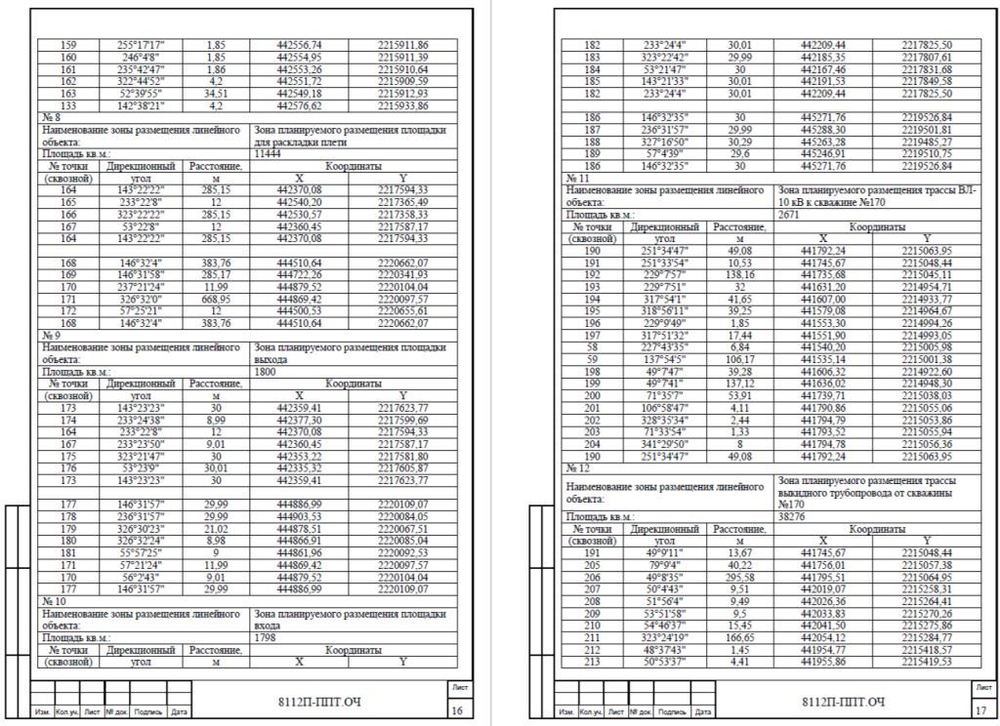 159 255°17'17" 1,85 442556,74 2215911,86
160 246°4'8" 1,85 442554,95 2215911,39
161 235°42'47" 1,86 442553,26 2215910,64
162 322°44'52" 4,2 442551,72 2215909,59
163 52°39'55" 34,51 442549,18 2215912,93
133 142°38'21" 4,2 442576,62 2215933,86
№ 8
Наименование зоны размещения линейного Зона планируемого размещения площадки
объекта: для раскладки плети
Площадь кв.м.: 11444
№ точки Дирекционный Расстояние, Координаты
(сквозной) угол м X Y
164 143°22'22" 285,15 442370,08 2217594,33
165 233°22'8" 12 442540,20 2217365,49
166 323°22'22" 285,15 442530,57 2217358,33
167 53°22'8" 12 442360,45 2217587,17
164 143°22'22" 285,15 442370,08 2217594,33
168 146°32'4" 383,76 444510,64 2220662,07
169 146°31'58" 285,17 444722,26 2220341,93
170 237°21'24" 11,99 444879,52 2220104,04
171 326°32'0" 668,95 444869,42 2220097,57
172 57°25'21" 12 444500,53 2220655,61
168 146°32'4" 383,76 444510,64 2220662,07
№ 9
Наименование зоны размещения линейного Зона планируемого размещения площадки
объекта: выхода
Площадь кв.м.: 1800
№ точки Дирекционный Расстояние, Координаты
(сквозной) угол м X Y
173 143°23'23" 30 442359,41 2217623,77
174 233°24'38" 8,99 442377,30 2217599,69
164 233°22'8" 12 442370,08 2217594,33
167 233°23'50" 9,01 442360,45 2217587,17
175 323°21'47" 30 442353,22 2217581,80
176 53°23'9" 30,01 442335,32 2217605,87
173 143°23'23" 30 442359,41 2217623,77
177 146°31'57" 29,99 444886,99 2220109,07
178 236°31'57" 29,99 444903,53 2220084,05
179 326°30'23" 21,02 444878,51 2220067,51
180 326°32'24" 8,98 444866,91 2220085,04
181 55°57'25" 9 444861,96 2220092,53
171 57°21'24" 11,99 444869,42 2220097,57
170 56°2'43" 9,01 444879,52 2220104,04
177 146°31'57" 29,99 444886,99 2220109,07
№ 10
Наименование зоны размещения линейного Зона планируемого размещения площадки
объекта: входа
Площадь кв.м.: 1798
№ точки Дирекционный Расстояние, Координаты
(сквозной) угол м X Y
Изм. Кол.уч. Лист № док. Подпись Дата
8112П-ППТ.ОЧ
Лист
16
182 233°24'4" 30,01 442209,44 2217825,50
183 323°22'42" 29,99 442185,35 2217807,61
184 53°21'47" 30 442167,46 2217831,68
185 143°21'33" 30,01 442191,53 2217849,58
182 233°24'4" 30,01 442209,44 2217825,50
186 146°32'35" 30 445271,76 2219526,84
187 236°31'57" 29,99 445288,30 2219501,81
188 327°16'50" 30,29 445263,28 2219485,27
189 57°4'39" 29,6 445246,91 2219510,75
186 146°32'35" 30 445271,76 2219526,84
№ 11
Наименование зоны размещения линейного Зона планируемого размещения трассы ВЛ-
объекта: 10 кВ к скважине №170
Площадь кв.м.: 2671
№ точки Дирекционный Расстояние, Координаты
(сквозной) угол м X Y
190 251°34'47" 49,08 441792,24 2215063,95
191 251°33'54" 10,53 441745,67 2215048,44
192 229°7'57" 138,16 441735,68 2215045,11
193 229°7'51" 32 441631,20 2214954,71
194 317°54'1" 41,65 441607,00 2214933,77
195 318°56'11" 39,25 441579,08 2214964,67
196 229°9'49" 1,85 441553,30 2214994,26
197 317°51'32" 17,44 441551,90 2214993,05
58 227°43'35" 6,84 441540,20 2215005,98
59 137°54'5" 106,17 441535,14 2215001,38
198 49°7'47" 39,28 441606,32 2214922,60
199 49°7'41" 137,12 441636,02 2214948,30
200 71°35'7" 53,91 441739,71 2215038,03
201 106°58'47" 4,11 441790,86 2215055,06
202 328°35'34" 2,44 441794,79 2215053,86
203 71°33'54" 1,33 441793,52 2215055,94
204 341°29'50" 8 441794,78 2215056,36
190 251°34'47" 49,08 441792,24 2215063,95
№ 12
Наименование зоны размещения линейного Зона планируемого размещения трассы
объекта: выкидного трубопровода от скважины
№170
Площадь кв.м.: 38276
№ точки Дирекционный Расстояние, Координаты
(сквозной) угол м X Y
191 49°9'11" 13,67 441745,67 2215048,44
205 79°9'4" 40,22 441756,01 2215057,38
206 49°8'35" 295,58 441795,51 2215064,95
207 50°4'43" 9,51 442019,07 2215258,31
208 51°56'4" 9,49 442026,36 2215264,41
209 53°51'58" 9,5 442033,83 2215270,26
210 54°46'37" 15,45 442041,50 2215275,86
211 323°24'19" 166,65 442054,12 2215284,77
212 48°37'43" 1,45 441954,77 2215418,57
213 50°53'37" 4,41 441955,86 2215419,53
Изм. Кол.уч. Лист № док. Подпись Дата
8112П-ППТ.ОЧ
Лист
17